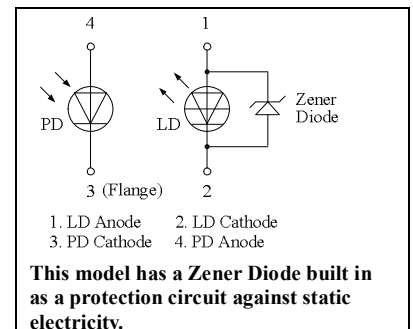 4 1
PD LD Zener
Diode
3 (Flange) 2
1. LD Anode 2. LD Cathode
3. PD Cathode 4. PD Anode
This model has a Zener Diode built in
as a protection circuit against static
electricity.